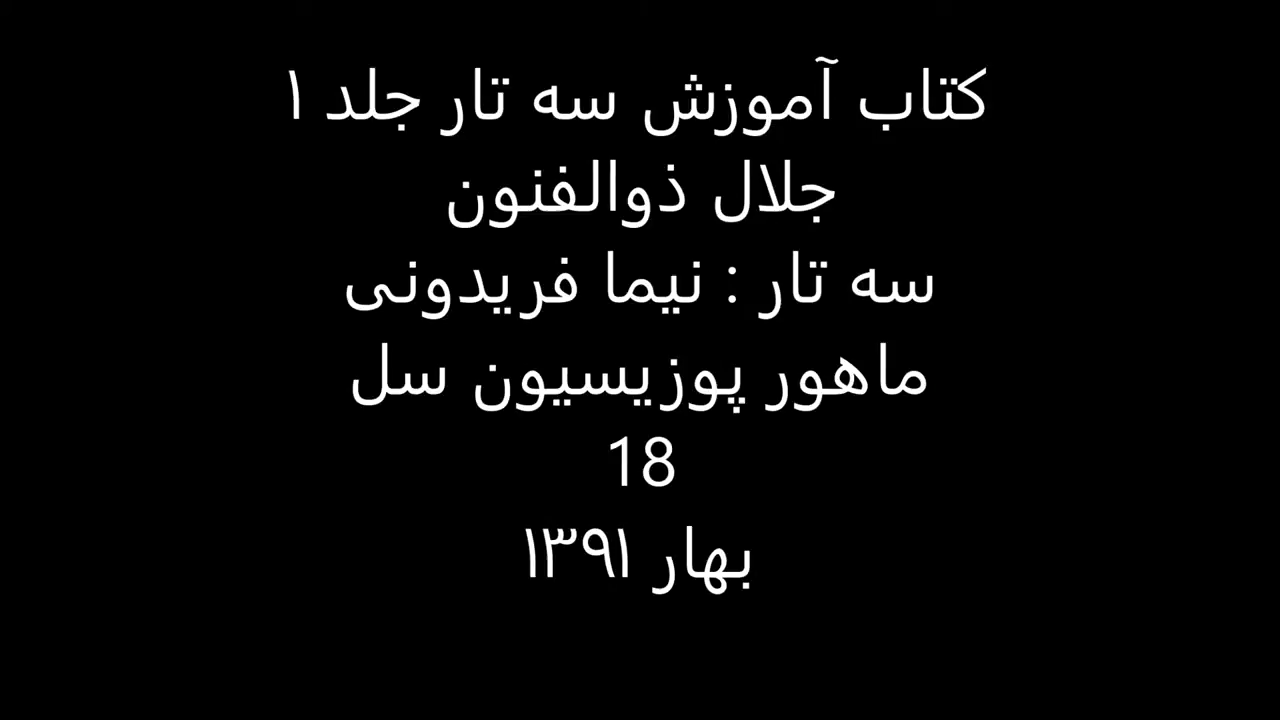 کتاب آموزش سه تار جلد ۱
جلال ذوالفنون
سه تار : نیما فریدونی
ماهور پوزیسیون سل
18
بهار ۱۳۹۱